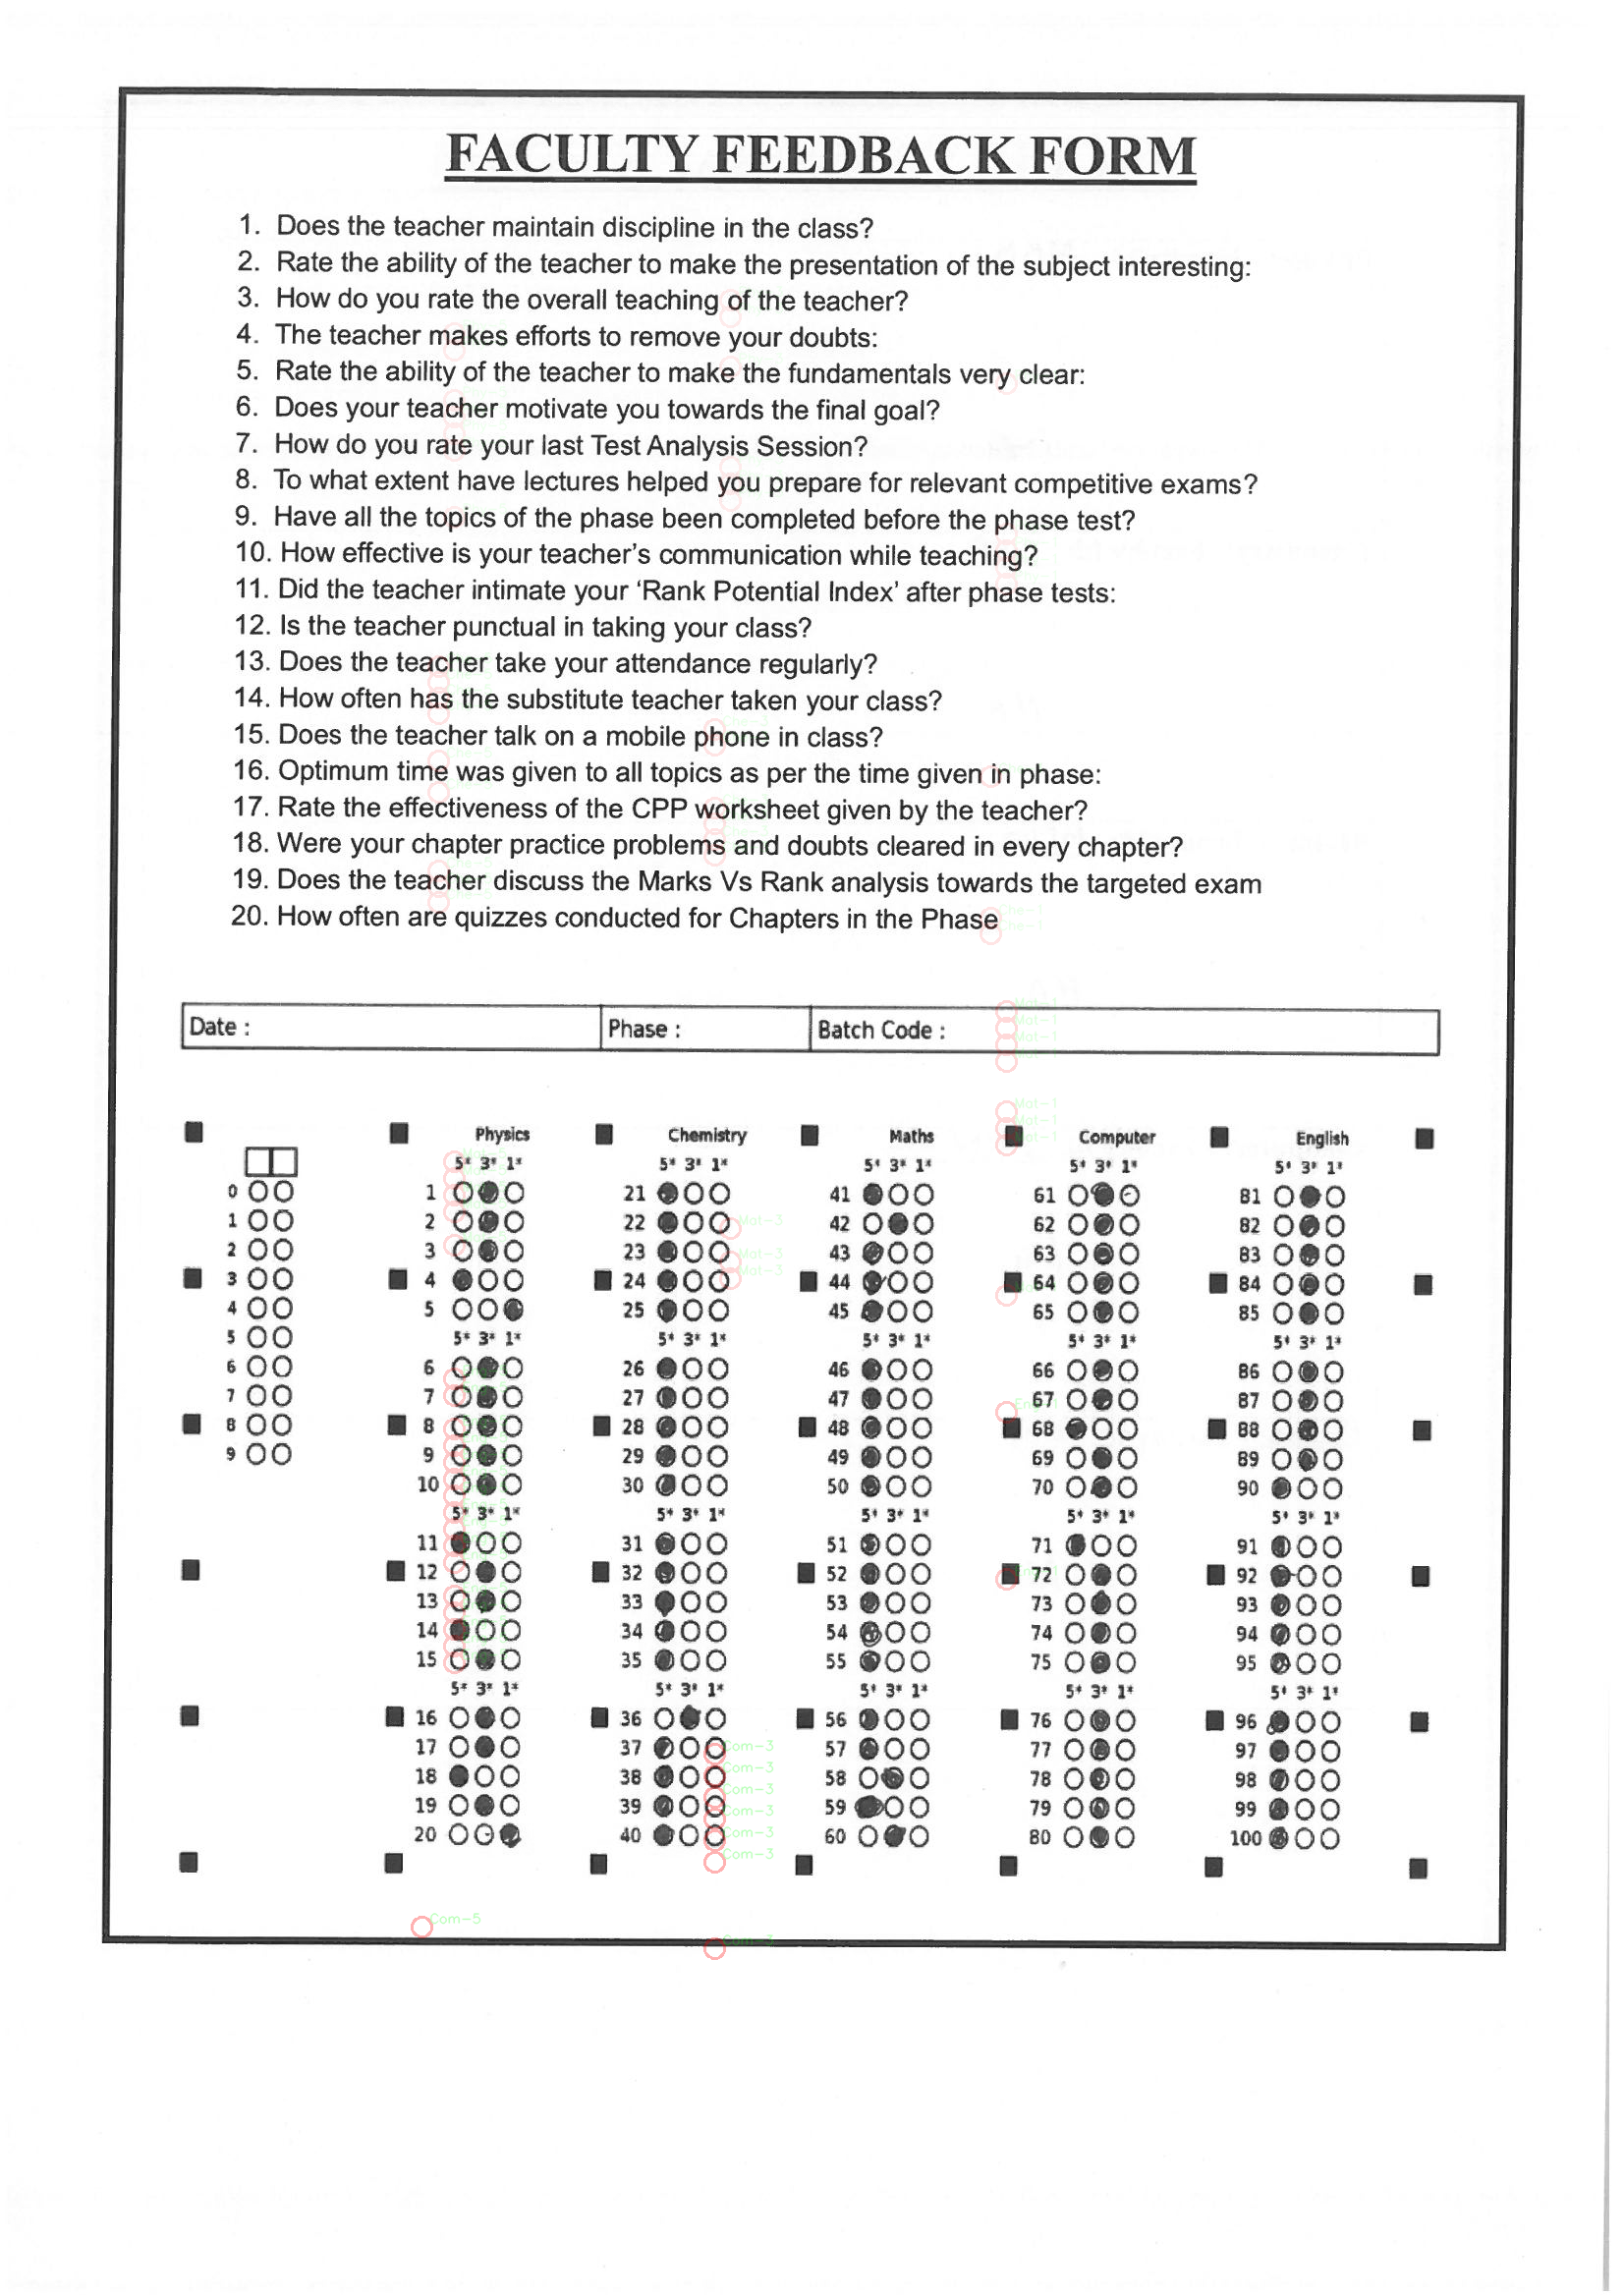 FACULTY FEEDBACK FORM
1. Does the teacher maintain discipline in the class?
2. Rate the ability of the teacher to make the presentation of the subject interesting:
3. How do you rate the overall teaching of the teacher?
4. The teacher makes efforts to remove your doubts:
5. Rate the ability of the teacher to make the fundamentals very clear:
6. Does your teacher motivate you towards the final goal?
7. How do you rate your last Test Analysis Session?
8. To what extent have lectures helped you prepare for relevant competitive exams?
9. Have all the topics of the phase been completed before the phase test?
10. How effective is your teacher's communication while teaching?
11. Did the teacher intimate your ‘Rank Potential Index’ after phase tests:
12. Is the teacher punctual in taking your class?
13. Does the teacher take your attendance regularly?
14. How often has the substitute teacher taken your class?
15. Does the teacher talk on a mobile phone in class?
16. Optimum time was given to all topics as per the time given in phase:
17. Rate the effectiveness of the CPP worksheet given by the teacher?
18. Were your chapter practice problems and doubts cleared in every chapter?
19. Does the teacher discuss the Marks Vs Rank analysis towards the targeted exam
20. How often are quizzes conducted for Chapters in the Phase
Date : Phase : Batch Code :
Physics Chemistry Maths Computer English
5* 3* 1* 5* 3* 1* 5* 3* 1* 5* 3* 1* 5* 3* 1*
0 1 21 41 61 81
1 2 22 42 62 82
2 3 23 43 63 83
3 4 24 44 64 84
4 5 25 45 65 85
5 5* 3* 1* 5* 3* 1* 5* 3* 1* 5* 3* 1* 5* 3* 1*
6 6 26 46 66 86
7 7 27 47 67 87
8 8 28 48 68 88
9 9 29 49 69 89
10 30 50 70 90
5* 3* 1* 5* 3* 1* 5* 3* 1* 5* 3* 1* 5* 3* 1*
11 31 51 71 91
12 32 52 72 92
13 33 53 73 93
14 34 54 74 94
15 35 55 75 95
5* 3* 1* 5* 3* 1* 5* 3* 1* 5* 3* 1* 5* 3* 1*
16 36 56 76 96
17 37 57 77 97
18 38 58 78 98
19 39 59 79 99
20 40 60 80 100
Com-3
Com-3
Com-3
Com-3
Com-3
Com-3
Com-5